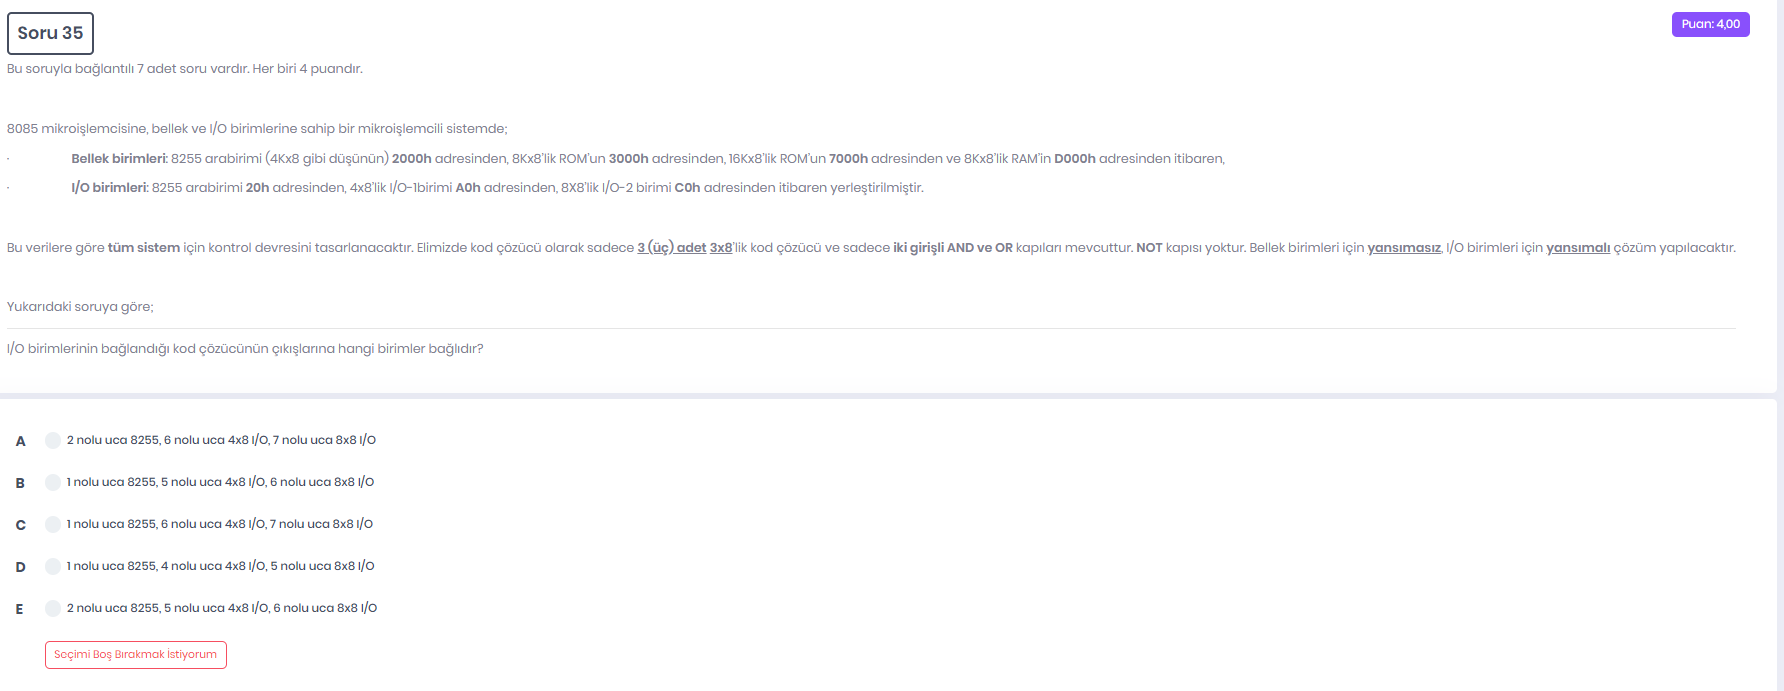 Soru 35
Puan: 4,00
Bu soruyla bağlantılı 7 adet soru vardır. Her biri 4 puandır.
8085 mikroişlemcisine, bellek ve I/O birimlerine sahip bir mikroişlemcili sistemde;
· Bellek birimleri: 8255 arabirimi (4Kx8 gibi düşünün) 2000h adresinden, 8Kx8'lik ROM'un 3000h adresinden, 16Kx8'lik ROM'un 7000h adresinden ve 8Kx8'lik RAM'in D000h adresinden itibaren,
· I/O birimleri: 8255 arabirimi 20h adresinden, 4x8'lik I/O-1birimi A0h adresinden, 8X8'lik I/O-2 birimi C0h adresinden itibaren yerleştirilmiştir.
Bu verilere göre tüm sistem için kontrol devresini tasarlanacaktır. Elimizde kod çözücü olarak sadece 3 (üç) adet 3x8'lik kod çözücü ve sadece iki girişli AND ve OR kapıları mevcuttur. NOT kapısı yoktur. Bellek birimleri için yansımasız, I/O birimleri için yansımalı çözüm yapılacaktır.
Yukarıdaki soruya göre;
I/O birimlerinin bağlandığı kod çözücünün çıkışlarına hangi birimler bağlıdır?
A 2 nolu uca 8255, 6 nolu uca 4x8 I/O, 7 nolu uca 8x8 I/O
B 1 nolu uca 8255, 5 nolu uca 4x8 I/O, 6 nolu uca 8x8 I/O
C 1 nolu uca 8255, 6 nolu uca 4x8 I/O, 7 nolu uca 8x8 I/O
D 1 nolu uca 8255, 4 nolu uca 4x8 I/O, 5 nolu uca 8x8 I/O
E 2 nolu uca 8255, 5 nolu uca 4x8 I/O, 6 nolu uca 8x8 I/O
Seçimi Boş Bırakmak İstiyorum